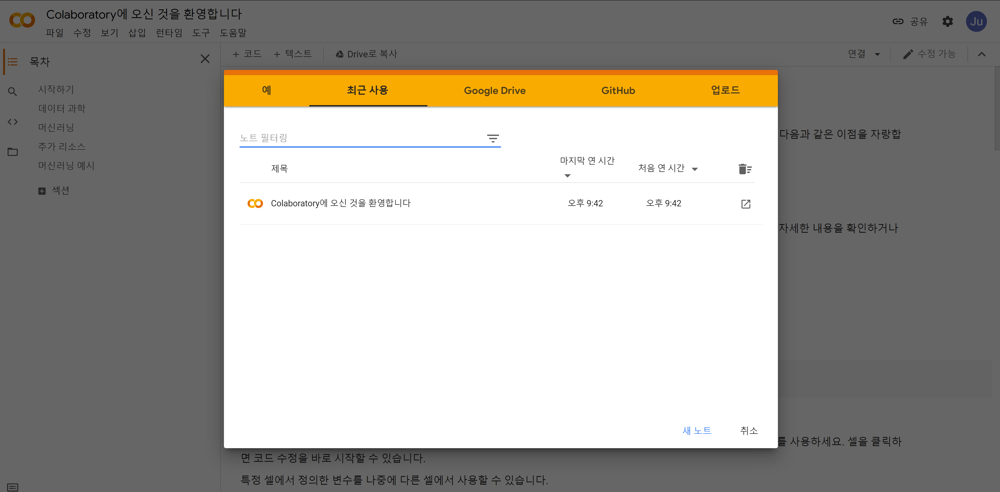 Colaboratory에 오신 것을 환영합니다
파일 수정 보기 삽입 런타임 도구 도움말
공유
Ju
목차
시작하기
데이터 과학
머신러닝
추가 리소스
머신러닝 예시
섹션
+ 코드 + 텍스트 Drive로 복사
연결 수정 가능
예 최근 사용 Google Drive GitHub 업로드
노트 필터링
제목 마지막 연 시간 처음 연 시간
Colaboratory에 오신 것을 환영합니다 오후 9:42 오후 9:42
새 노트 취소
다음과 같은 이점을 자랑합
자세한 내용을 확인하거나
를 사용하세요. 셀을 클릭하
면 코드 수정을 바로 시작할 수 있습니다.
특정 셀에서 정의한 변수를 나중에 다른 셀에서 사용할 수 있습니다.